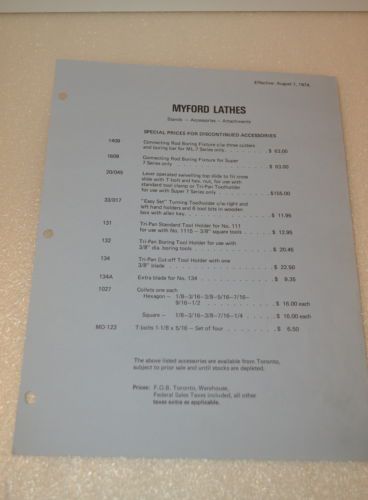 Effective: August 1, 1974
MYFORD LATHES
Stands - Accessories - Attachments
SPECIAL PRICES FOR DISCONTINUED ACCESSORIES
1409 Connecting Rod Boring Fixture c/w three cutters
and boring bar for ML 7 Series only . . . . $ 63.00
1609 Connecting Rod Boring Fixture for Super
7 Series only . . . . . . . . . . . . $ 63.00
20/049 Lever operated swivelling top slide to fit cross
slide with T bolt and hex. nut, for use with
standard tool clamp or Tri-Pan Toolholder
for use with Super 7 Series only . . . . . . $155.00
33/017 "Easy Set" Turning Toolholder c/w right and
left hand holders and 6 tool bits in wooden
box with allen key. . . . . . . . . . . $ 11.95
131 Tri-Pan Standard Tool Holder for No. 111
for use with No. 1110 - 3/8" square tools . . . . $ 12.95
132 Tri-Pan Boring Tool Holder for use with
3/8" dia. boring tools . . . . . . . . . $ 20.45
134 Tri-Pan Cut-off Tool Holder with one
3/8" blade . . . . . . . . . . . . $ 22.50
134A Extra blade for No. 134 . . . . . . . . $ 9.35
1027 Collets one each
Hexagon - 1/8-3/16-3/8-5/16-7/16-
9/16-1/2 . . . . . . . . . $ 16.00 each
Square - 1/8-3/16-3/8-7/16-1/4 . . . . $ 16.00 each
MD 123 T bolts 1-1/8 x 5/16 - Set of four . . . . . $ 6.50
The above listed accessories are available from Toronto,
subject to prior sale and until stocks are depleted.
Prices: F.O.B. Toronto, Warehouse,
Federal Sales Taxes included, all other
taxes extra as applicable.